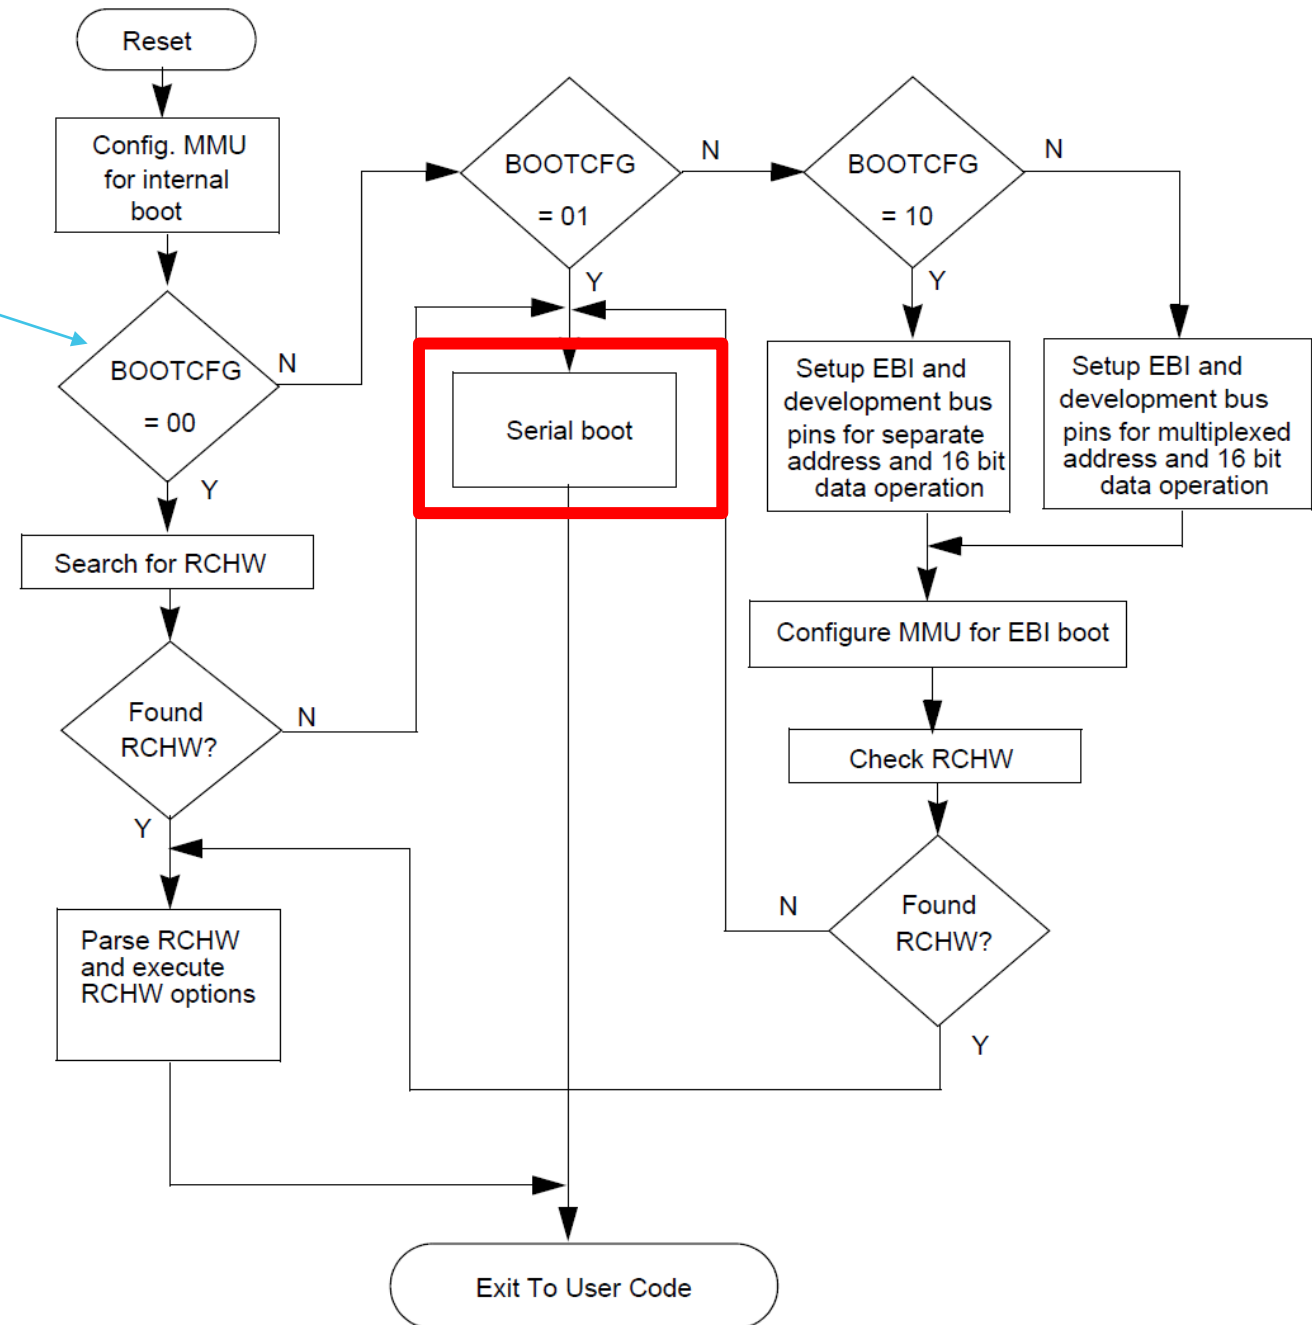 Reset
Config. MMU
for internal
boot
BOOTCFG
= 00
N
Y
BOOTCFG
= 01
N
Y
BOOTCFG
= 10
N
Y
Serial boot
Setup EBI and
development bus
pins for separate
address and 16 bit
data operation
Setup EBI and
development bus
pins for multiplexed
address and 16 bit
data operation
Search for RCHW
Found
RCHW?
N
Y
Configure MMU for EBI boot
Check RCHW
Found
RCHW?
N
Y
Parse RCHW
and execute
RCHW options
Exit To User Code